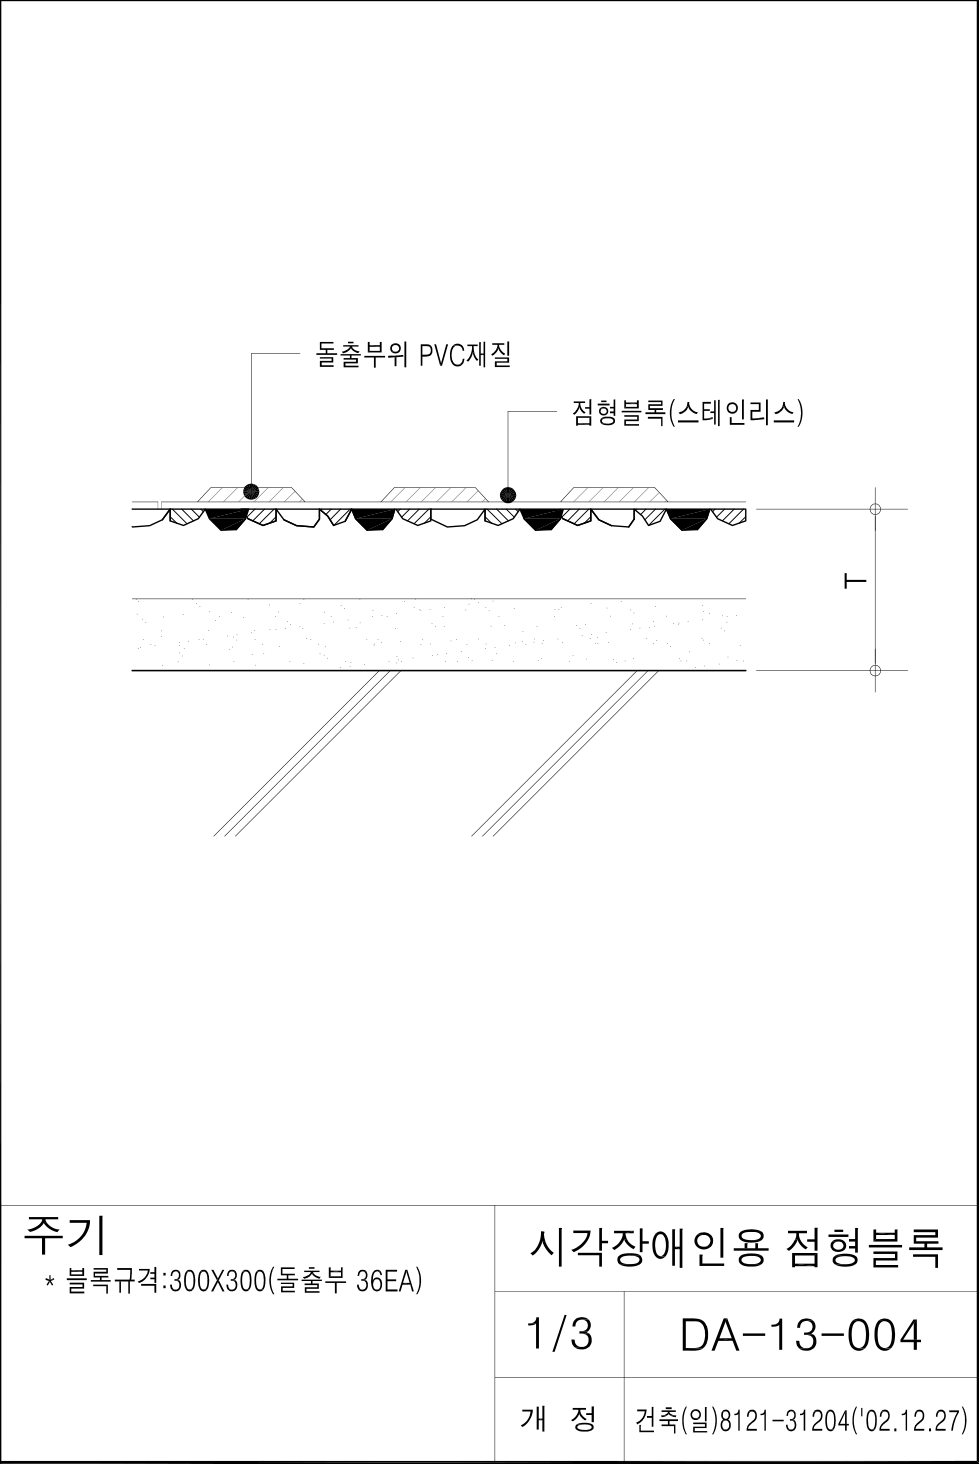 돌출부위 PVC재질
점형블록(스테인리스)
T
주기
* 블록규격:300X300(돌출부 36EA)
시각장애인용 점형블록
1/3
DA-13-004
개 정
건축(일)8121-31204('02.12.27)